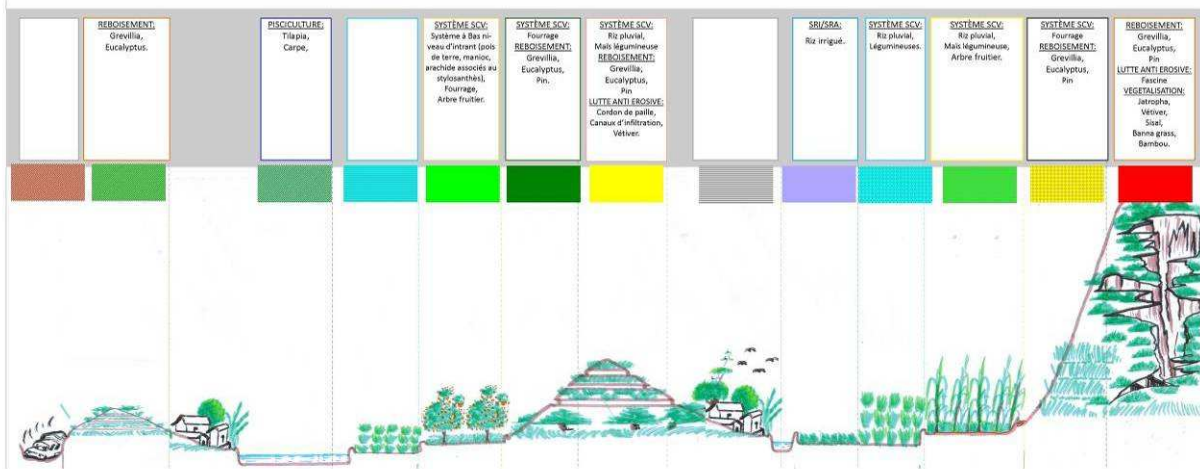 REBOISEMENT:
Grevillia,
Eucalyptus.
PISCICULTURE:
Tilapia,
Carpe,
SYSTÈME SCV:
Système à Bas ni-
veau d'intrant (pois
de terre, manioc,
arachide associés au
stylosanthès),
Fourrage,
Arbre fruitier.
SYSTÈME SCV:
Fourrage
REBOISEMENT:
Grevillia,
Eucalyptus,
Pin.
SYSTÈME SCV:
Riz pluvial,
Maïs légumineuse
REBOISEMENT:
Grevillia,
Eucalyptus,
Pin
LUTTE ANTI EROSIVE:
Cordon de paille,
Canaux d'infiltration,
Vétiver.
SRI/SRA:
Riz irrigué.
SYSTÈME SCV:
Riz pluvial,
Légumineuses.
SYSTÈME SCV:
Riz pluvial,
Maïs légumineuse,
Arbre fruitier
SYSTÈME SCV:
Fourrage
REBOISEMENT:
Grevillia,
Eucalyptus,
Pin
REBOISEMENT:
Grevillia,
Eucalyptus,
Pin
LUTTE ANTI EROSIVE:
Fascine
VEGETALISATION:
Jatropha,
Vétiver,
Sisal,
Banna grass,
Bambou.